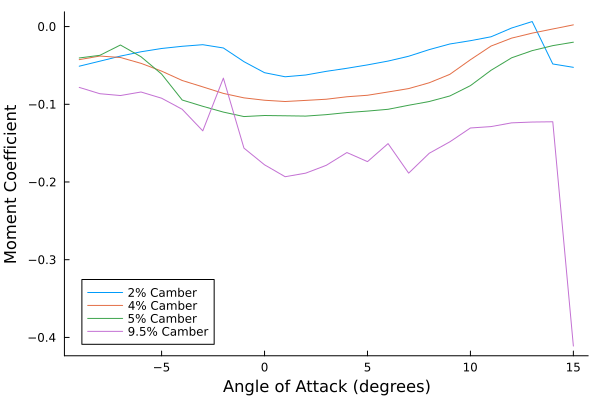 0.0
−0.1
−0.2
−0.3
−0.4
Moment Coefficient
2% Camber
4% Camber
5% Camber
9.5% Camber
−5 0 5 10 15
Angle of Attack (degrees)